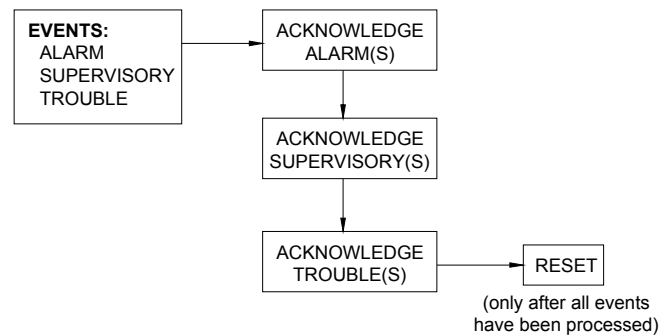 EVENTS:
ALARM
SUPERVISORY
TROUBLE
ACKNOWLEDGE
ALARM(S)
ACKNOWLEDGE
SUPERVISORY(S)
ACKNOWLEDGE
TROUBLE(S)
RESET
(only after all events
have been processed)